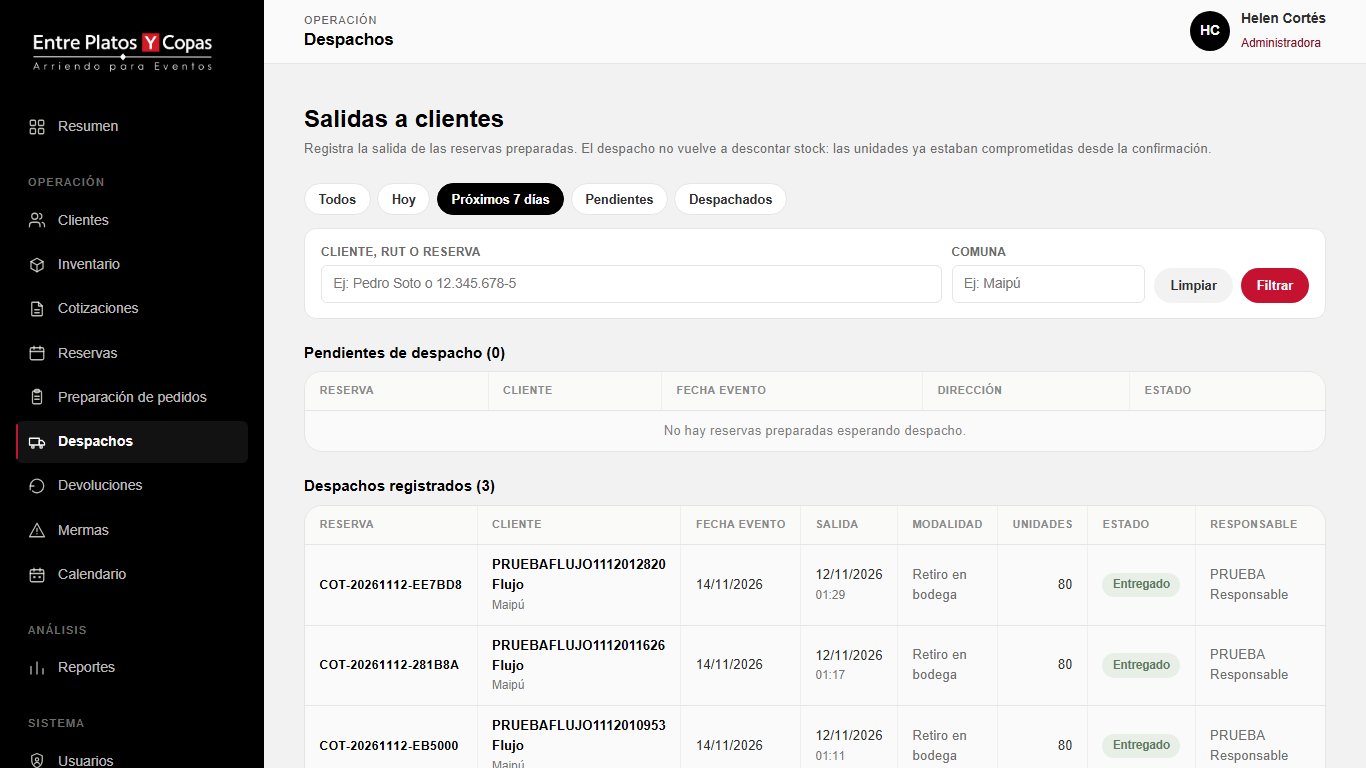 Entre Platos Y Copas
Arriendo para Eventos
Resumen
OPERACIÓN
Clientes
Inventario
Cotizaciones
Reservas
Preparación de pedidos
Despachos
Devoluciones
Mermas
Calendario
ANÁLISIS
Reportes
SISTEMA
Usuarios
OPERACIÓN
Despachos
HC
Helen Cortés
Administradora
Salidas a clientes
Registra la salida de las reservas preparadas. El despacho no vuelve a descontar stock: las unidades ya estaban comprometidas desde la confirmación.
Todos Hoy Próximos 7 días Pendientes Despachados
CLIENTE, RUT O RESERVA COMUNA
Ej: Pedro Soto o 12.345.678-5 Ej: Maipú Limpiar Filtrar
Pendientes de despacho (0)
RESERVA CLIENTE FECHA EVENTO DIRECCIÓN ESTADO
No hay reservas preparadas esperando despacho.
Despachos registrados (3)
RESERVA CLIENTE FECHA EVENTO SALIDA MODALIDAD UNIDADES ESTADO RESPONSABLE
COT-20261112-EE7BD8 PRUEBAFLUJO1112012820 Flujo Maipú 14/11/2026 12/11/2026 01:29 Retiro en bodega 80 Entregado PRUEBA Responsable
COT-20261112-281B8A PRUEBAFLUJO1112011626 Flujo Maipú 14/11/2026 12/11/2026 01:17 Retiro en bodega 80 Entregado PRUEBA Responsable
COT-20261112-EB5000 PRUEBAFLUJO1112010953 Flujo Maipú 14/11/2026 12/11/2026 01:11 Retiro en bodega 80 Entregado PRUEBA Responsable